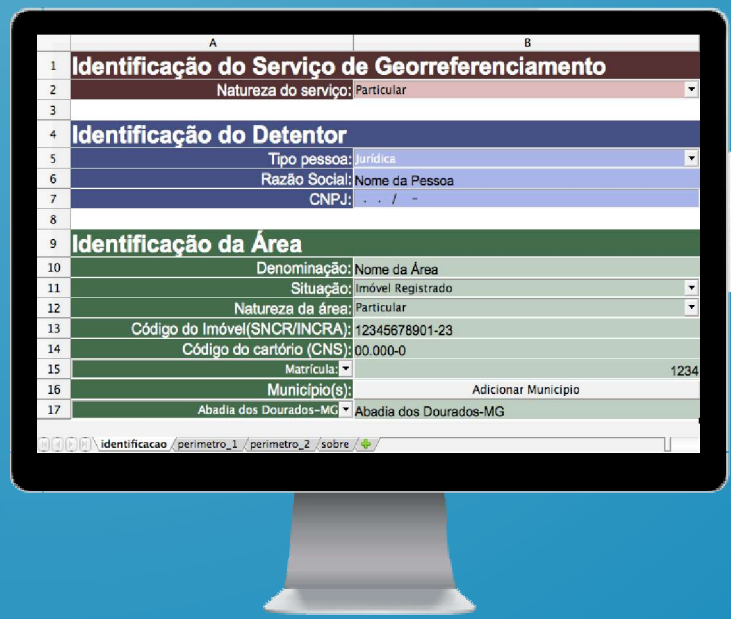 A B
1 Identificação do Serviço de Georreferenciamento
2 Natureza do serviço: Particular
3
4 Identificação do Detentor
5 Tipo pessoa: Jurídica
6 Razão Social: Nome da Pessoa
7 CNPJ: . . / -
8
9 Identificação da Área
10 Denominação: Nome da Área
11 Situação: Imóvel Registrado
12 Natureza da área: Particular
13 Código do Imóvel(SNCR/INCRA): 12345678901-23
14 Código do cartório (CNS): 00.000-0
15 Matrícula: 1234
16 Município(s): Adicionar Municipio
17 Abadia dos Dourados-MG Abadia dos Dourados-MG
identificacao perimetro_1 perimetro_2 sobre